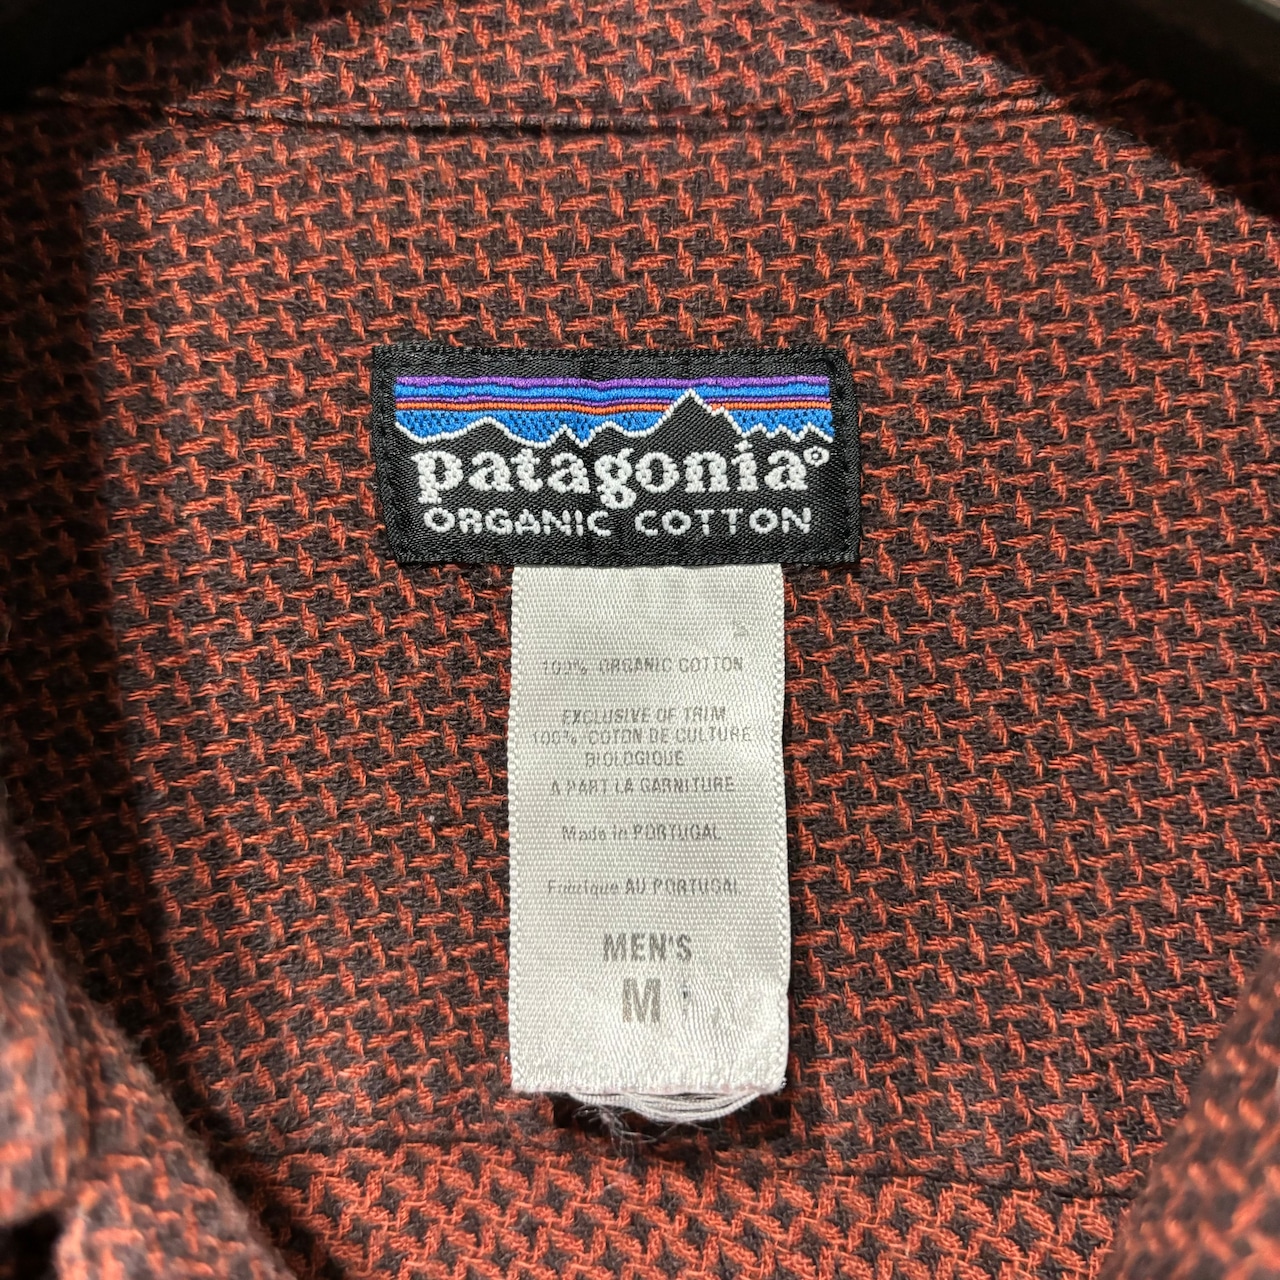 patagonia®
ORGANIC COTTON
100% ORGANIC COTTON
EXCLUSIVE OF TRIM
100% COTON DE CULTURE
BIOLOGIQUE
A PART LA GARNITURE
Made in PORTUGAL
Fabrique AU PORTUGAL
MEN'S
M